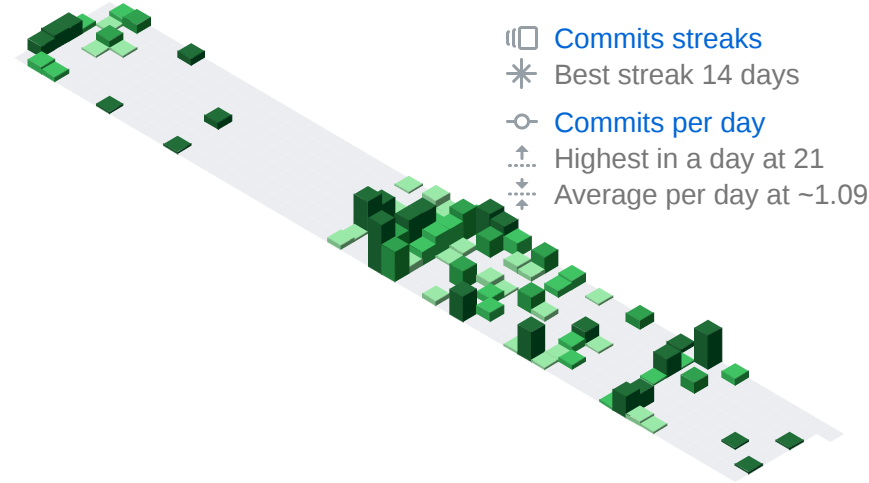 Commits streaks
Best streak 14 days
Commits per day
Highest in a day at 21
Average per day at ~1.09